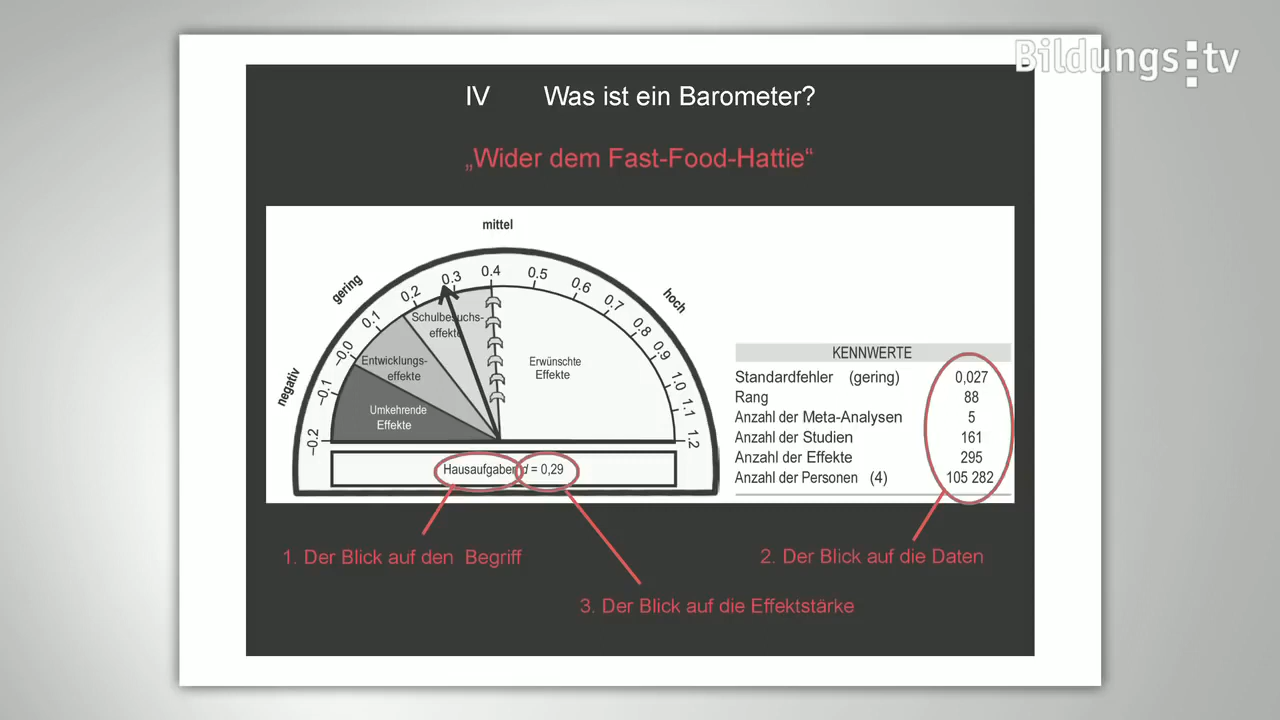 Bildungs:tv
IV Was ist ein Barometer?
„Wider dem Fast-Food-Hattie“
mittel
gering
hoch
negativ
-0.2
-0.1
-0.0
0.1
0.2
0.3
0.4
0.5
0.6
0.7
0.8
0.9
1.0
1.1
1.2
Schulbesuchs-
effekte
Entwicklungs-
effekte
Umkehrende
Effekte
Erwünschte
Effekte
Hausaufgaben d = 0,29
KENNWERTE
Standardfehler (gering) 0,027
Rang 88
Anzahl der Meta-Analysen 5
Anzahl der Studien 161
Anzahl der Effekte 295
Anzahl der Personen (4) 105 282
1. Der Blick auf den Begriff
2. Der Blick auf die Daten
3. Der Blick auf die Effektstärke